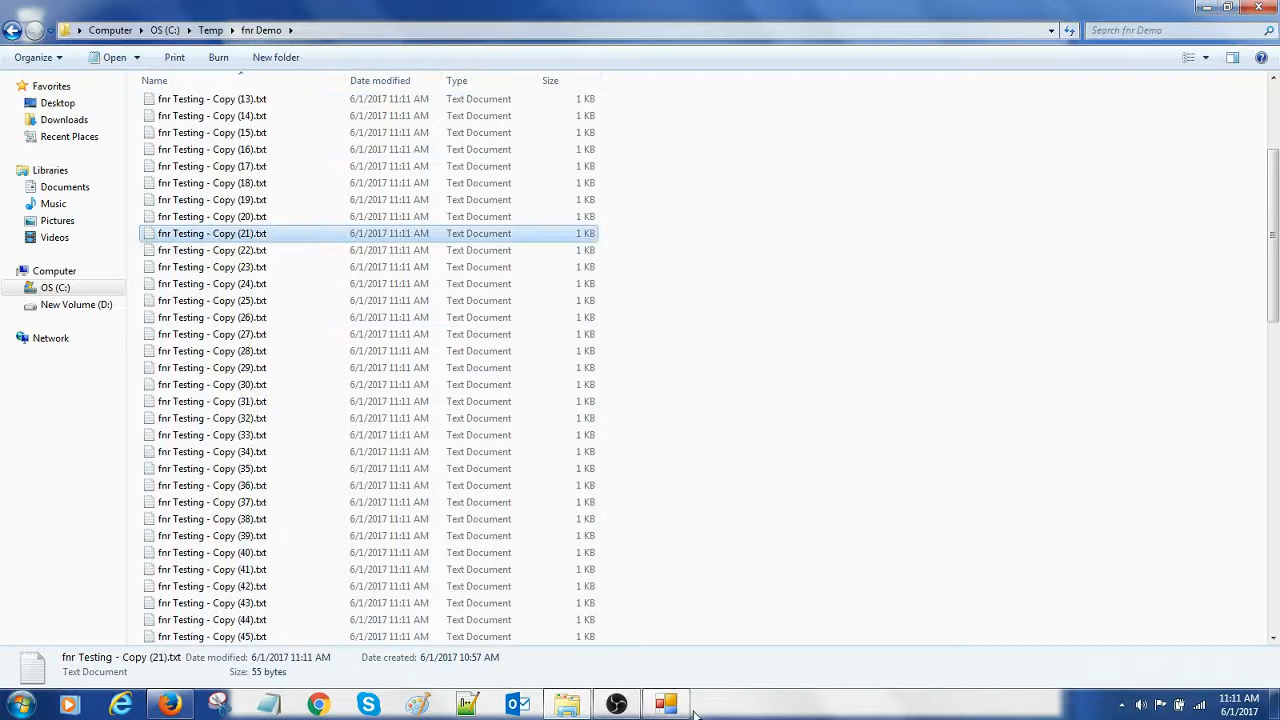 Computer OS (C:) Temp fnr Demo Search fnr Demo
Organize Open Print Burn New folder
Name Date modified Type Size
Favorites
Desktop
Downloads
Recent Places
Libraries
Documents
Music
Pictures
Videos
Computer
OS (C:)
New Volume (D:)
Network
fnr Testing - Copy (13).txt 6/1/2017 11:11 AM Text Document 1 KB
fnr Testing - Copy (14).txt 6/1/2017 11:11 AM Text Document 1 KB
fnr Testing - Copy (15).txt 6/1/2017 11:11 AM Text Document 1 KB
fnr Testing - Copy (16).txt 6/1/2017 11:11 AM Text Document 1 KB
fnr Testing - Copy (17).txt 6/1/2017 11:11 AM Text Document 1 KB
fnr Testing - Copy (18).txt 6/1/2017 11:11 AM Text Document 1 KB
fnr Testing - Copy (19).txt 6/1/2017 11:11 AM Text Document 1 KB
fnr Testing - Copy (20).txt 6/1/2017 11:11 AM Text Document 1 KB
fnr Testing - Copy (21).txt 6/1/2017 11:11 AM Text Document 1 KB
fnr Testing - Copy (22).txt 6/1/2017 11:11 AM Text Document 1 KB
fnr Testing - Copy (23).txt 6/1/2017 11:11 AM Text Document 1 KB
fnr Testing - Copy (24).txt 6/1/2017 11:11 AM Text Document 1 KB
fnr Testing - Copy (25).txt 6/1/2017 11:11 AM Text Document 1 KB
fnr Testing - Copy (26).txt 6/1/2017 11:11 AM Text Document 1 KB
fnr Testing - Copy (27).txt 6/1/2017 11:11 AM Text Document 1 KB
fnr Testing - Copy (28).txt 6/1/2017 11:11 AM Text Document 1 KB
fnr Testing - Copy (29).txt 6/1/2017 11:11 AM Text Document 1 KB
fnr Testing - Copy (30).txt 6/1/2017 11:11 AM Text Document 1 KB
fnr Testing - Copy (31).txt 6/1/2017 11:11 AM Text Document 1 KB
fnr Testing - Copy (32).txt 6/1/2017 11:11 AM Text Document 1 KB
fnr Testing - Copy (33).txt 6/1/2017 11:11 AM Text Document 1 KB
fnr Testing - Copy (34).txt 6/1/2017 11:11 AM Text Document 1 KB
fnr Testing - Copy (35).txt 6/1/2017 11:11 AM Text Document 1 KB
fnr Testing - Copy (36).txt 6/1/2017 11:11 AM Text Document 1 KB
fnr Testing - Copy (37).txt 6/1/2017 11:11 AM Text Document 1 KB
fnr Testing - Copy (38).txt 6/1/2017 11:11 AM Text Document 1 KB
fnr Testing - Copy (39).txt 6/1/2017 11:11 AM Text Document 1 KB
fnr Testing - Copy (40).txt 6/1/2017 11:11 AM Text Document 1 KB
fnr Testing - Copy (41).txt 6/1/2017 11:11 AM Text Document 1 KB
fnr Testing - Copy (42).txt 6/1/2017 11:11 AM Text Document 1 KB
fnr Testing - Copy (43).txt 6/1/2017 11:11 AM Text Document 1 KB
fnr Testing - Copy (44).txt 6/1/2017 11:11 AM Text Document 1 KB
fnr Testing - Copy (45).txt 6/1/2017 11:11 AM Text Document 1 KB
fnr Testing - Copy (21).txt Date modified: 6/1/2017 11:11 AM Date created: 6/1/2017 10:57 AM
Text Document Size: 55 bytes
11:11 AM
6/1/2017